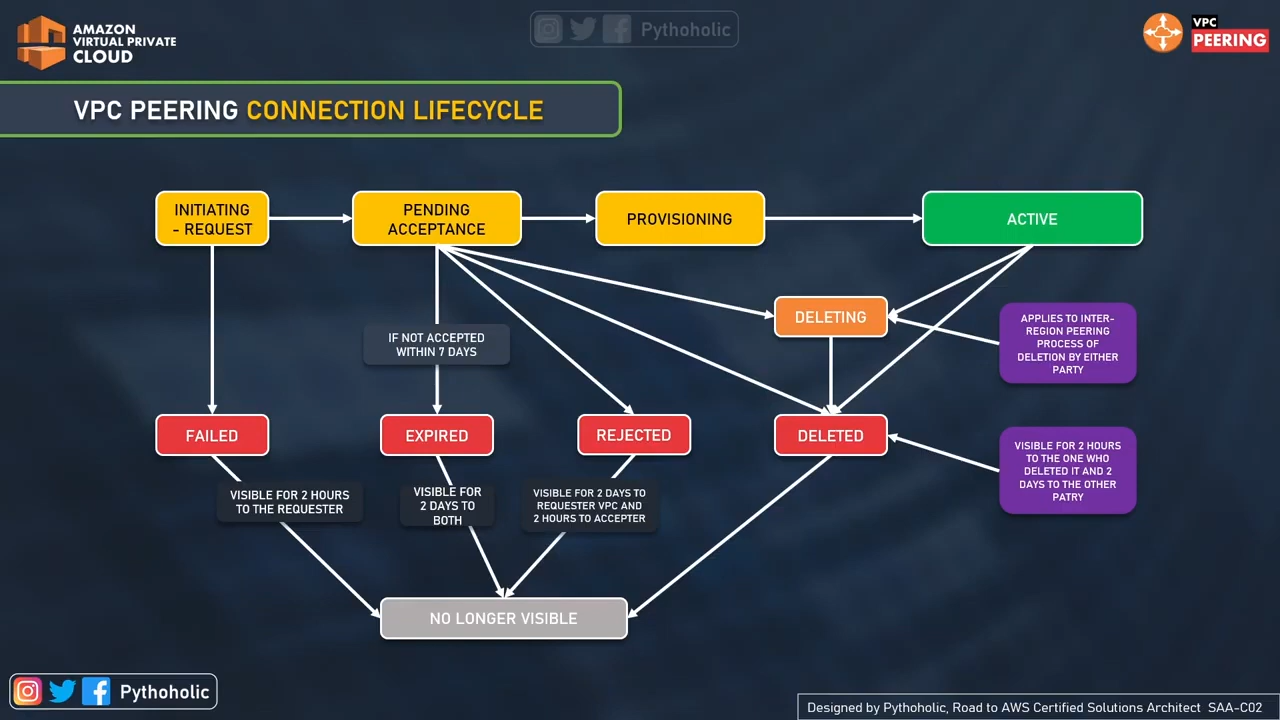 AMAZON
VIRTUAL PRIVATE
CLOUD
Pythoholic
VPC
PEERING
VPC PEERING CONNECTION LIFECYCLE
INITIATING
- REQUEST
PENDING
ACCEPTANCE
PROVISIONING
ACTIVE
DELETING
APPLIES TO INTER-
REGION PEERING
PROCESS OF
DELETION BY EITHER
PARTY
IF NOT ACCEPTED
WITHIN 7 DAYS
FAILED
EXPIRED
REJECTED
DELETED
VISIBLE FOR 2 HOURS
TO THE ONE WHO
DELETED IT AND 2
DAYS TO THE OTHER
PATRY
VISIBLE FOR 2 HOURS
TO THE REQUESTER
VISIBLE FOR
2 DAYS TO
BOTH
VISIBLE FOR 2 DAYS TO
REQUESTER VPC AND
2 HOURS TO ACCEPTER
NO LONGER VISIBLE
Pythoholic
Designed by Pythoholic, Road to AWS Certified Solutions Architect SAA-C02